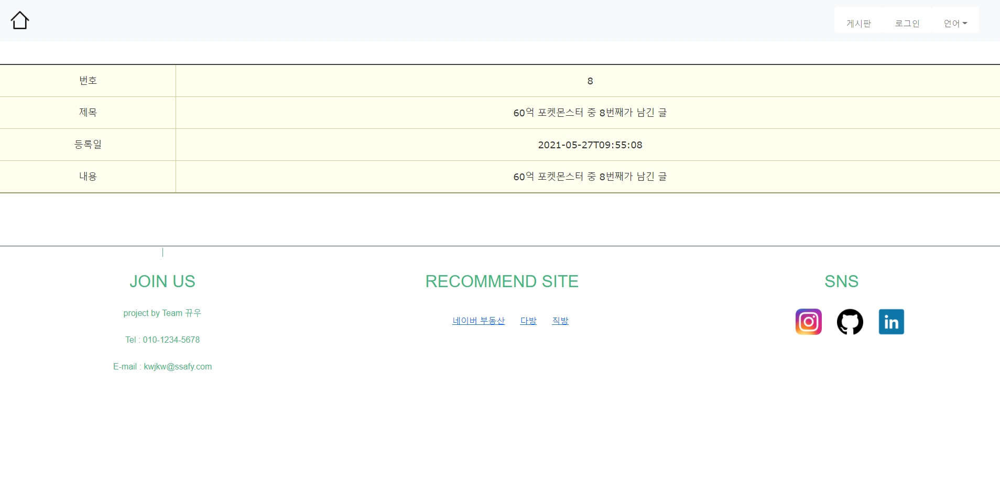 게시판 로그인 언어
번호 8
제목 60억 포켓몬스터 중 8번째가 남긴 글
등록일 2021-05-27T09:55:08
내용 60억 포켓몬스터 중 8번째가 남긴 글
JOIN US
project by Team 뀨우
Tel : 010-1234-5678
E-mail : kwjkw@ssafy.com
RECOMMEND SITE
네이버 부동산 다방 직방
SNS
in